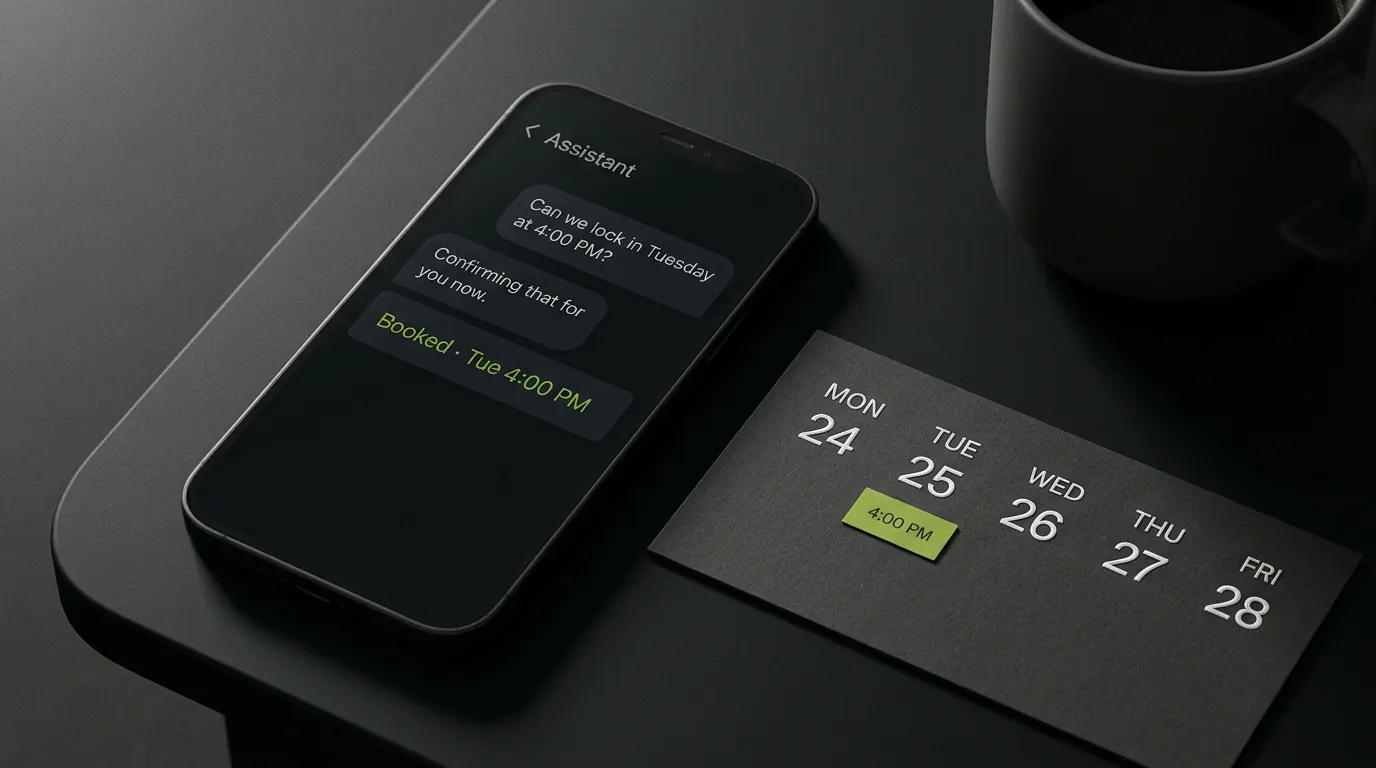 < Assistant
Can we lock in Tuesday
at 4:00 PM?
Confirming that for
you now.
Booked · Tue 4:00 PM
MON
24
TUE
25
4:00 PM
WED
26
THU
27
FRI
28